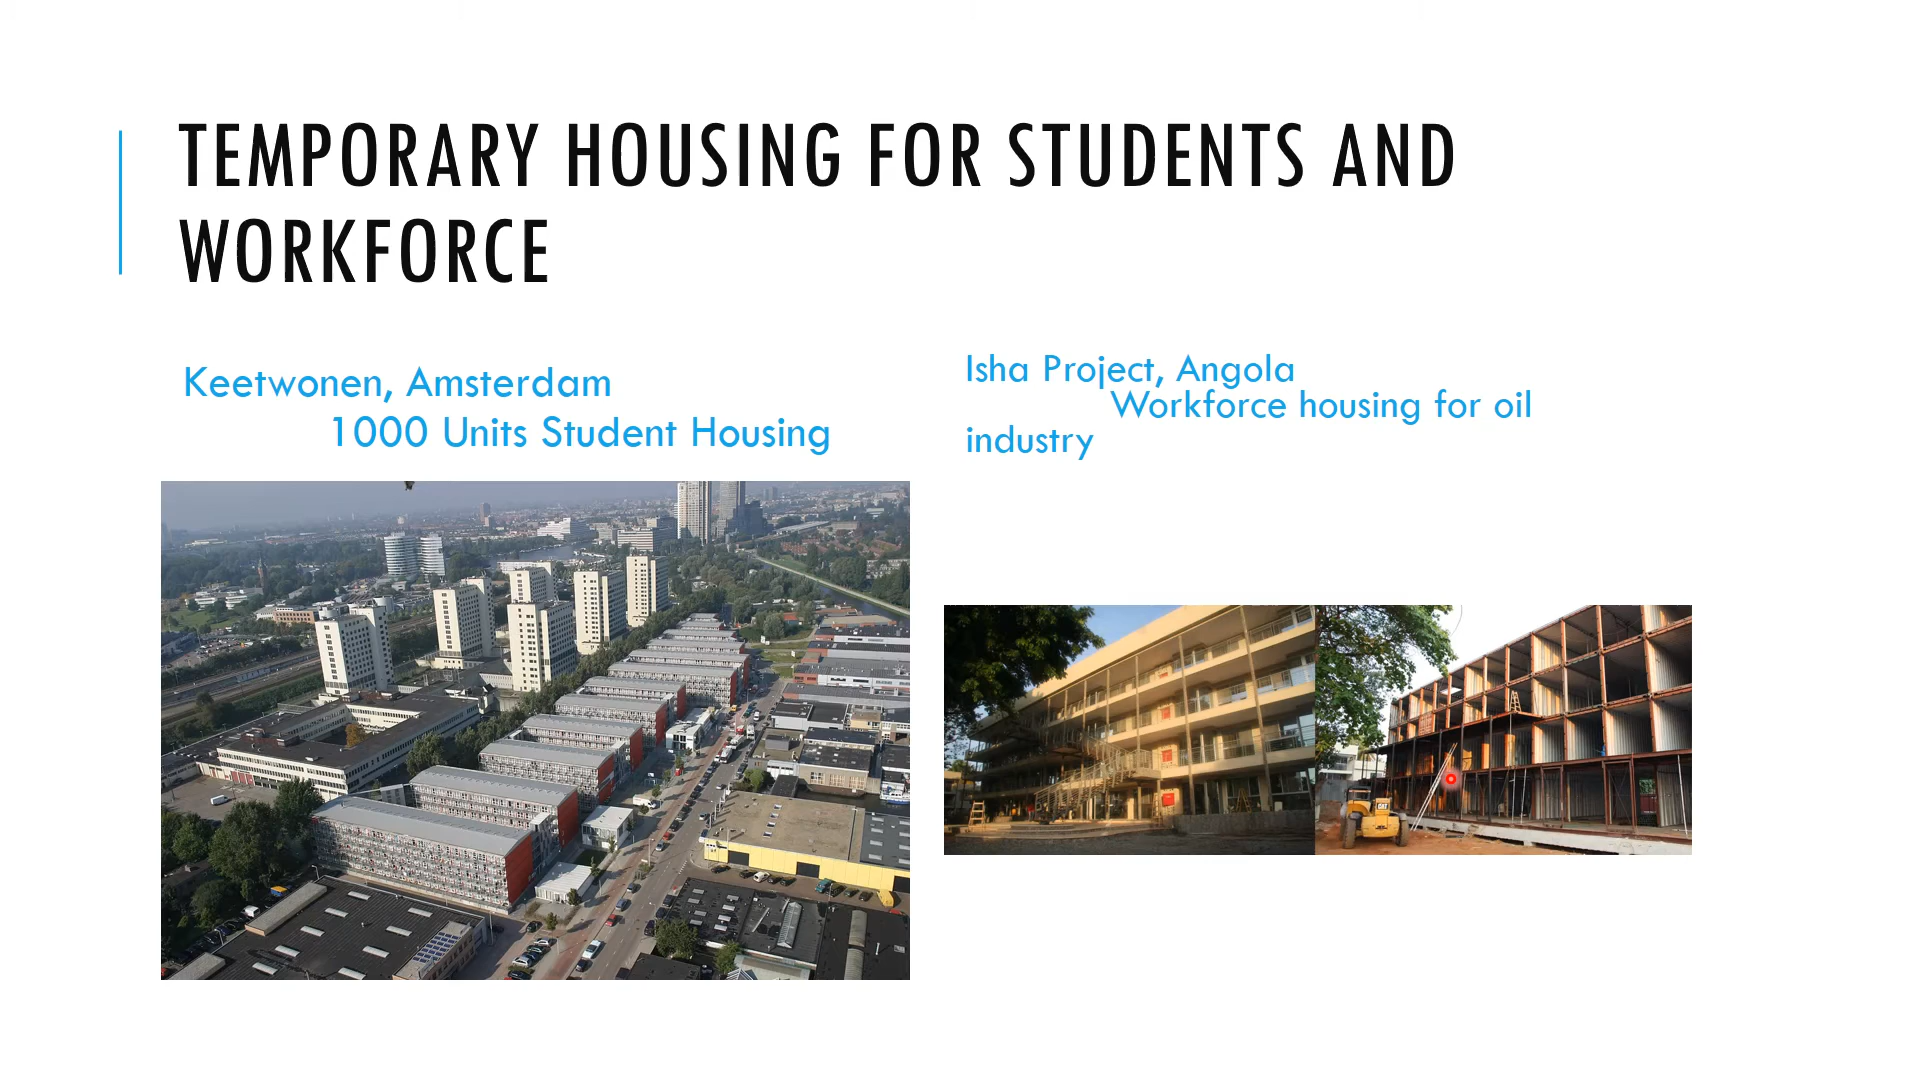 TEMPORARY HOUSING FOR STUDENTS AND
WORKFORCE
Keetwonen, Amsterdam
1000 Units Student Housing
Isha Project, Angola
Workforce housing for oil
industry
CAT